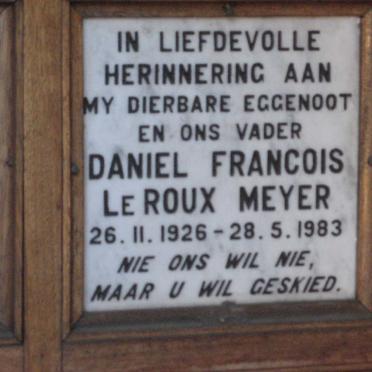 IN LIEFDEVOLLE
HERINNERING AAN
MY DIERBARE EGGENOOT
EN ONS VADER
DANIEL FRANCOIS
LE ROUX MEYER
26.11.1926 - 28.5.1983
NIE ONS WIL NIE,
MAAR U WIL GESKIED.